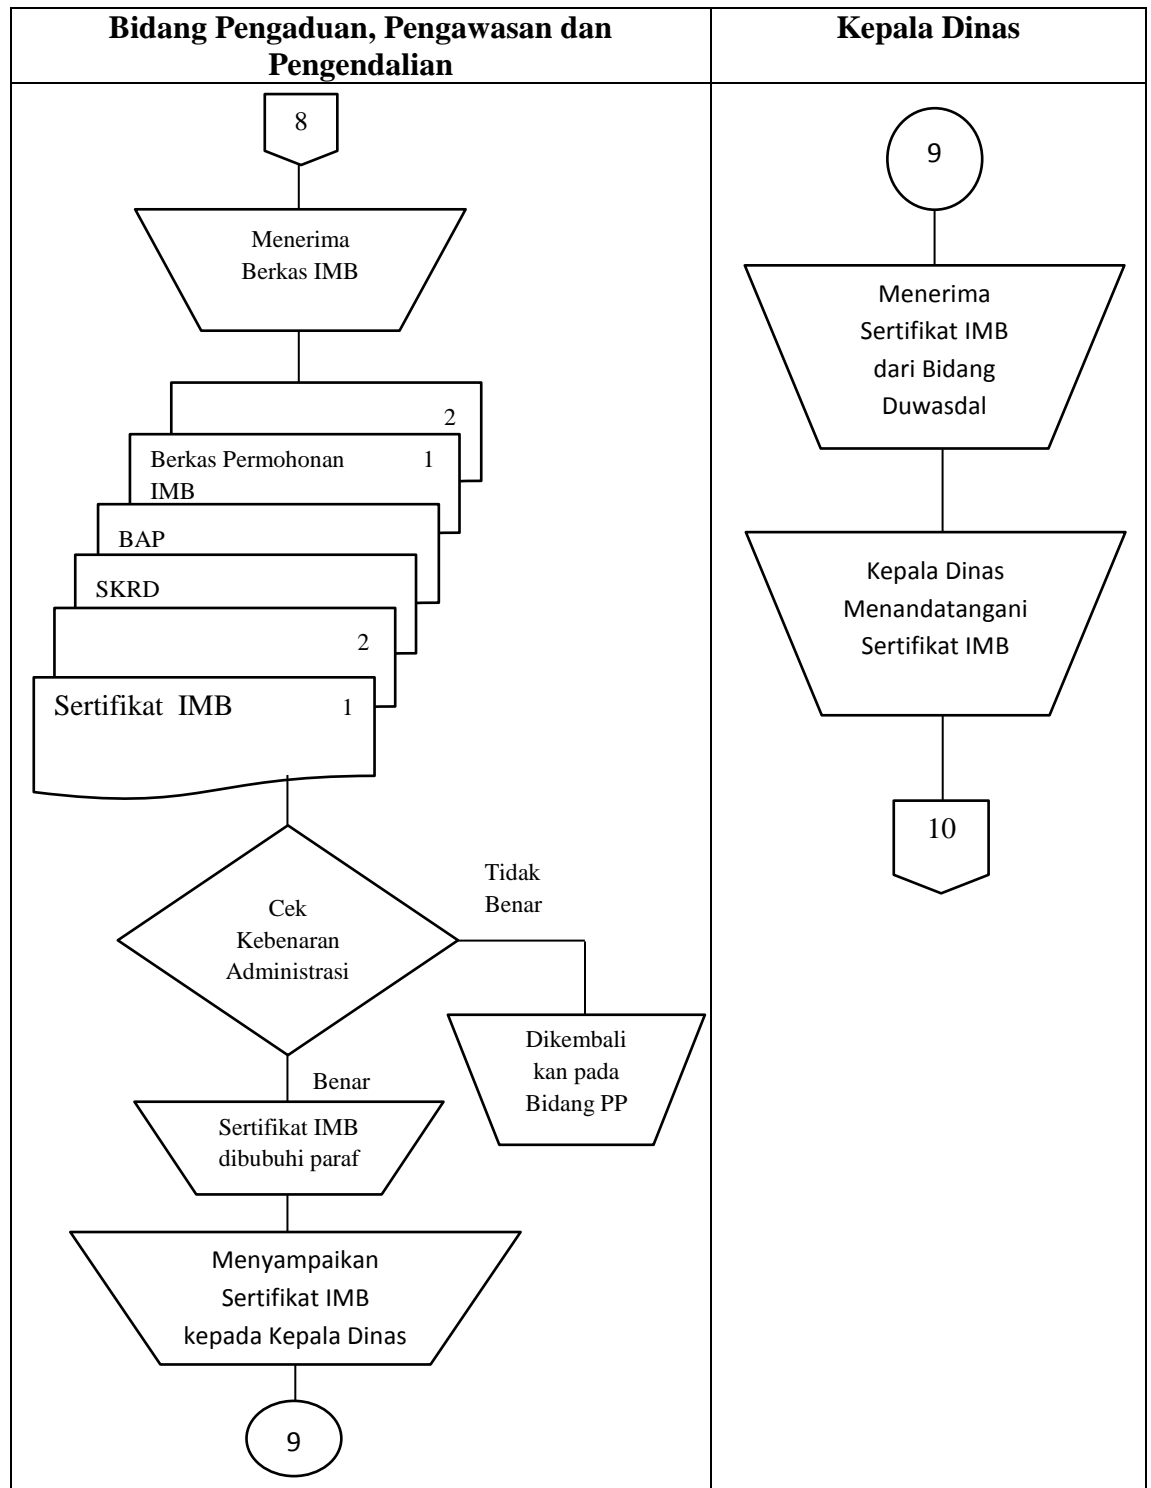 Bidang Pengaduan, Pengawasan dan
Pengendalian
Kepala Dinas
8
Menerima
Berkas IMB
2
Berkas Permohonan 1
IMB
BAP
SKRD
2
Sertifikat IMB 1
Cek
Kebenaran
Administrasi
Tidak
Benar
Dikembali
kan pada
Bidang PP
Benar
Sertifikat IMB
dibubuhi paraf
Menyampaikan
Sertifikat IMB
kepada Kepala Dinas
9
9
Menerima
Sertifikat IMB
dari Bidang
Duwasdal
Kepala Dinas
Menandatangani
Sertifikat IMB
10